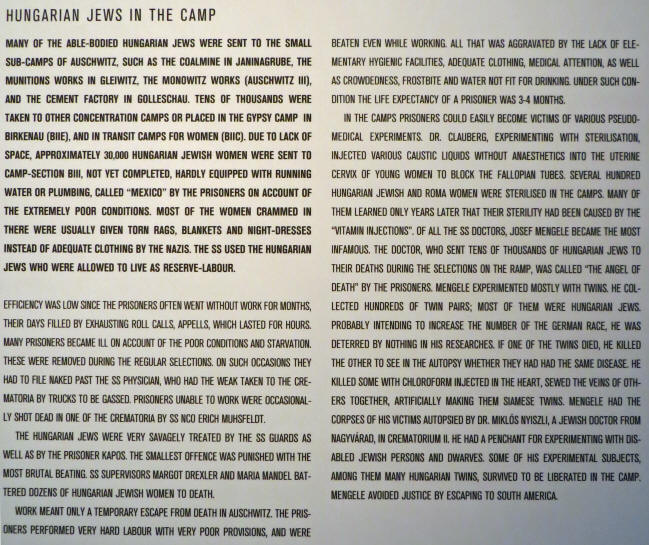 HUNGARIAN JEWS IN THE CAMP
MANY OF THE ABLE-BODIED HUNGARIAN JEWS WERE SENT TO THE SMALL
SUB-CAMPS OF AUSCHWITZ, SUCH AS THE COALMINE IN JANINAGRUBE, THE
MUNITIONS WORKS IN GLEIWITZ, THE MONOWITZ WORKS (AUSCHWITZ III),
AND THE CEMENT FACTORY IN GOLLESCHAU. TENS OF THOUSANDS WERE
TAKEN TO OTHER CONCENTRATION CAMPS OR PLACED IN THE GYPSY CAMP IN
BIRKENAU (BIIE), AND IN TRANSIT CAMPS FOR WOMEN (BIIC). DUE TO LACK OF
SPACE, APPROXIMATELY 30,000 HUNGARIAN JEWISH WOMEN WERE SENT TO
CAMP-SECTION BIII, NOT YET COMPLETED, HARDLY EQUIPPED WITH RUNNING
WATER OR PLUMBING, CALLED "MEXICO" BY THE PRISONERS ON ACCOUNT OF
THE EXTREMELY POOR CONDITIONS. MOST OF THE WOMEN CRAMMED IN
THERE WERE USUALLY GIVEN TORN RAGS, BLANKETS AND NIGHT-DRESSES
INSTEAD OF ADEQUATE CLOTHING BY THE NAZIS. THE SS USED THE HUNGARIAN
JEWS WHO WERE ALLOWED TO LIVE AS RESERVE-LABOUR.
EFFICIENCY WAS LOW SINCE THE PRISONERS OFTEN WENT WITHOUT WORK FOR MONTHS,
THEIR DAYS FILLED BY EXHAUSTING ROLL CALLS, APPELLS, WHICH LASTED FOR HOURS.
MANY PRISONERS BECAME ILL ON ACCOUNT OF THE POOR CONDITIONS AND STARVATION.
THESE WERE REMOVED DURING THE REGULAR SELECTIONS. ON SUCH OCCASIONS THEY
HAD TO FILE NAKED PAST THE SS PHYSICIAN, WHO HAD THE WEAK TAKEN TO THE CRE-
MATORIA BY TRUCKS TO BE GASSED. PRISONERS UNABLE TO WORK WERE OCCASIONAL-
LY SHOT DEAD IN ONE OF THE CREMATORIA BY SS NCO ERICH MUHSFELDT.
THE HUNGARIAN JEWS WERE VERY SAVAGELY TREATED BY THE SS GUARDS AS
WELL AS BY THE PRISONER KAPOS. THE SMALLEST OFFENCE WAS PUNISHED WITH THE
MOST BRUTAL BEATING. SS SUPERVISORS MARGOT DREXLER AND MARIA MANDEL BAT-
TERED DOZENS OF HUNGARIAN JEWISH WOMEN TO DEATH.
WORK MEANT ONLY A TEMPORARY ESCAPE FROM DEATH IN AUSCHWITZ. THE PRIS-
ONERS PERFORMED VERY HARD LABOUR WITH VERY POOR PROVISIONS, AND WERE
BEATEN EVEN WHILE WORKING. ALL THAT WAS AGGRAVATED BY THE LACK OF ELE-
MENTARY HYGIENIC FACILITIES, ADEQUATE CLOTHING, MEDICAL ATTENTION, AS WELL
AS CROWDEDNESS, FROSTBITE AND WATER NOT FIT FOR DRINKING. UNDER SUCH CON-
DITION THE LIFE EXPECTANCY OF A PRISONER WAS 3-4 MONTHS.
IN THE CAMPS PRISONERS COULD EASILY BECOME VICTIMS OF VARIOUS PSEUDO-
MEDICAL EXPERIMENTS. DR. CLAUBERG, EXPERIMENTING WITH STERILISATION,
INJECTED VARIOUS CAUSTIC LIQUIDS WITHOUT ANAESTHETICS INTO THE UTERINE
CERVIX OF YOUNG WOMEN TO BLOCK THE FALLOPIAN TUBES. SEVERAL HUNDRED
HUNGARIAN JEWISH AND ROMA WOMEN WERE STERILISED IN THE CAMPS. MANY OF
THEM LEARNED ONLY YEARS LATER THAT THEIR STERILITY HAD BEEN CAUSED BY THE
"VITAMIN INJECTIONS". OF ALL THE SS DOCTORS, JOSEF MENGELE BECAME THE MOST
INFAMOUS. THE DOCTOR, WHO SENT TENS OF THOUSANDS OF HUNGARIAN JEWS TO
THEIR DEATHS DURING THE SELECTIONS ON THE RAMP, WAS CALLED "THE ANGEL OF
DEATH" BY THE PRISONERS. MENGELE EXPERIMENTED MOSTLY WITH TWINS. HE COL-
LECTED HUNDREDS OF TWIN PAIRS; MOST OF THEM WERE HUNGARIAN JEWS.
PROBABLY INTENDING TO INCREASE THE NUMBER OF THE GERMAN RACE, HE WAS
DETERRED BY NOTHING IN HIS RESEARCHES. IF ONE OF THE TWINS DIED, HE KILLED
THE OTHER TO SEE IN THE AUTOPSY WHETHER THEY HAD HAD THE SAME DISEASE. HE
KILLED SOME WITH CHLOROFORM INJECTED IN THE HEART, SEWED THE VEINS OF OTH-
ERS TOGETHER, ARTIFICIALLY MAKING THEM SIAMESE TWINS. MENGELE HAD THE
CORPSES OF HIS VICTIMS AUTOPSIED BY DR. MIKLÓS NYISZLI, A JEWISH DOCTOR FROM
NAGYVÁRAD, IN CREMATORIUM II. HE HAD A PENCHANT FOR EXPERIMENTING WITH DIS-
ABLED JEWISH PERSONS AND DWARVES. SOME OF HIS EXPERIMENTAL SUBJECTS,
AMONG THEM MANY HUNGARIAN TWINS, SURVIVED TO BE LIBERATED IN THE CAMP.
MENGELE AVOIDED JUSTICE BY ESCAPING TO SOUTH AMERICA.